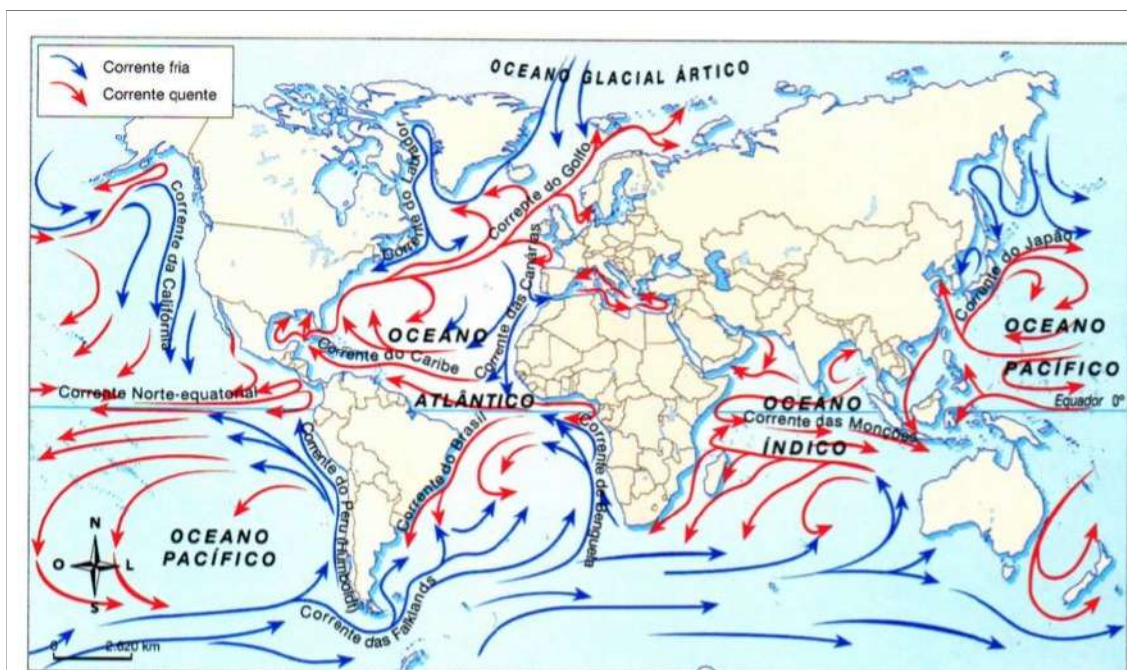 Corrente fria
Corrente quente
OCEANO GLACIAL ÁRTICO
Corrente do Labrador
Corrente do Golfo
Corrente da Califórnia
Corrente das Canárias
Corrente do Japão
OCEANO
Corrente do Caribe
OCEANO
PACÍFICO
Corrente Norte-equatorial
ATLÂNTICO
Equador 0º
OCEANO
Corrente das Monções
ÍNDICO
Corrente do Brasil
Corrente de Benguela
Corrente do Peru (Humboldt)
OCEANO
PACÍFICO
N
O
L
S
Corrente das Falklands
0 2.620 km